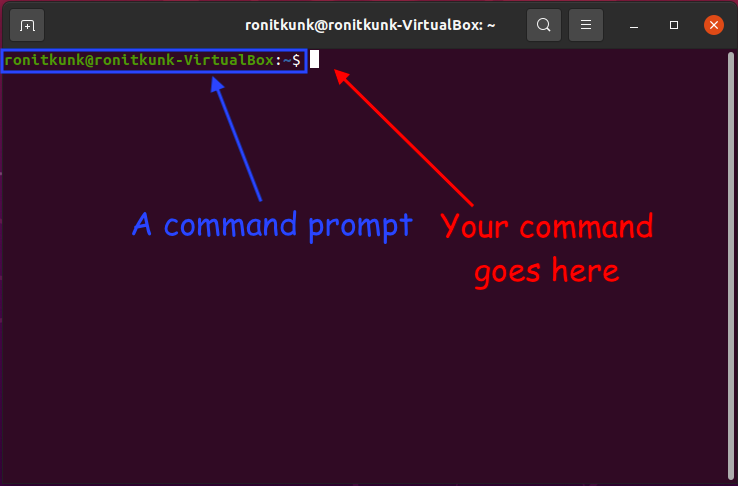 ronitkunk@ronitkunk-VirtualBox: ~
ronitkunk@ronitkunk-VirtualBox:~$
A command prompt
Your command
goes here